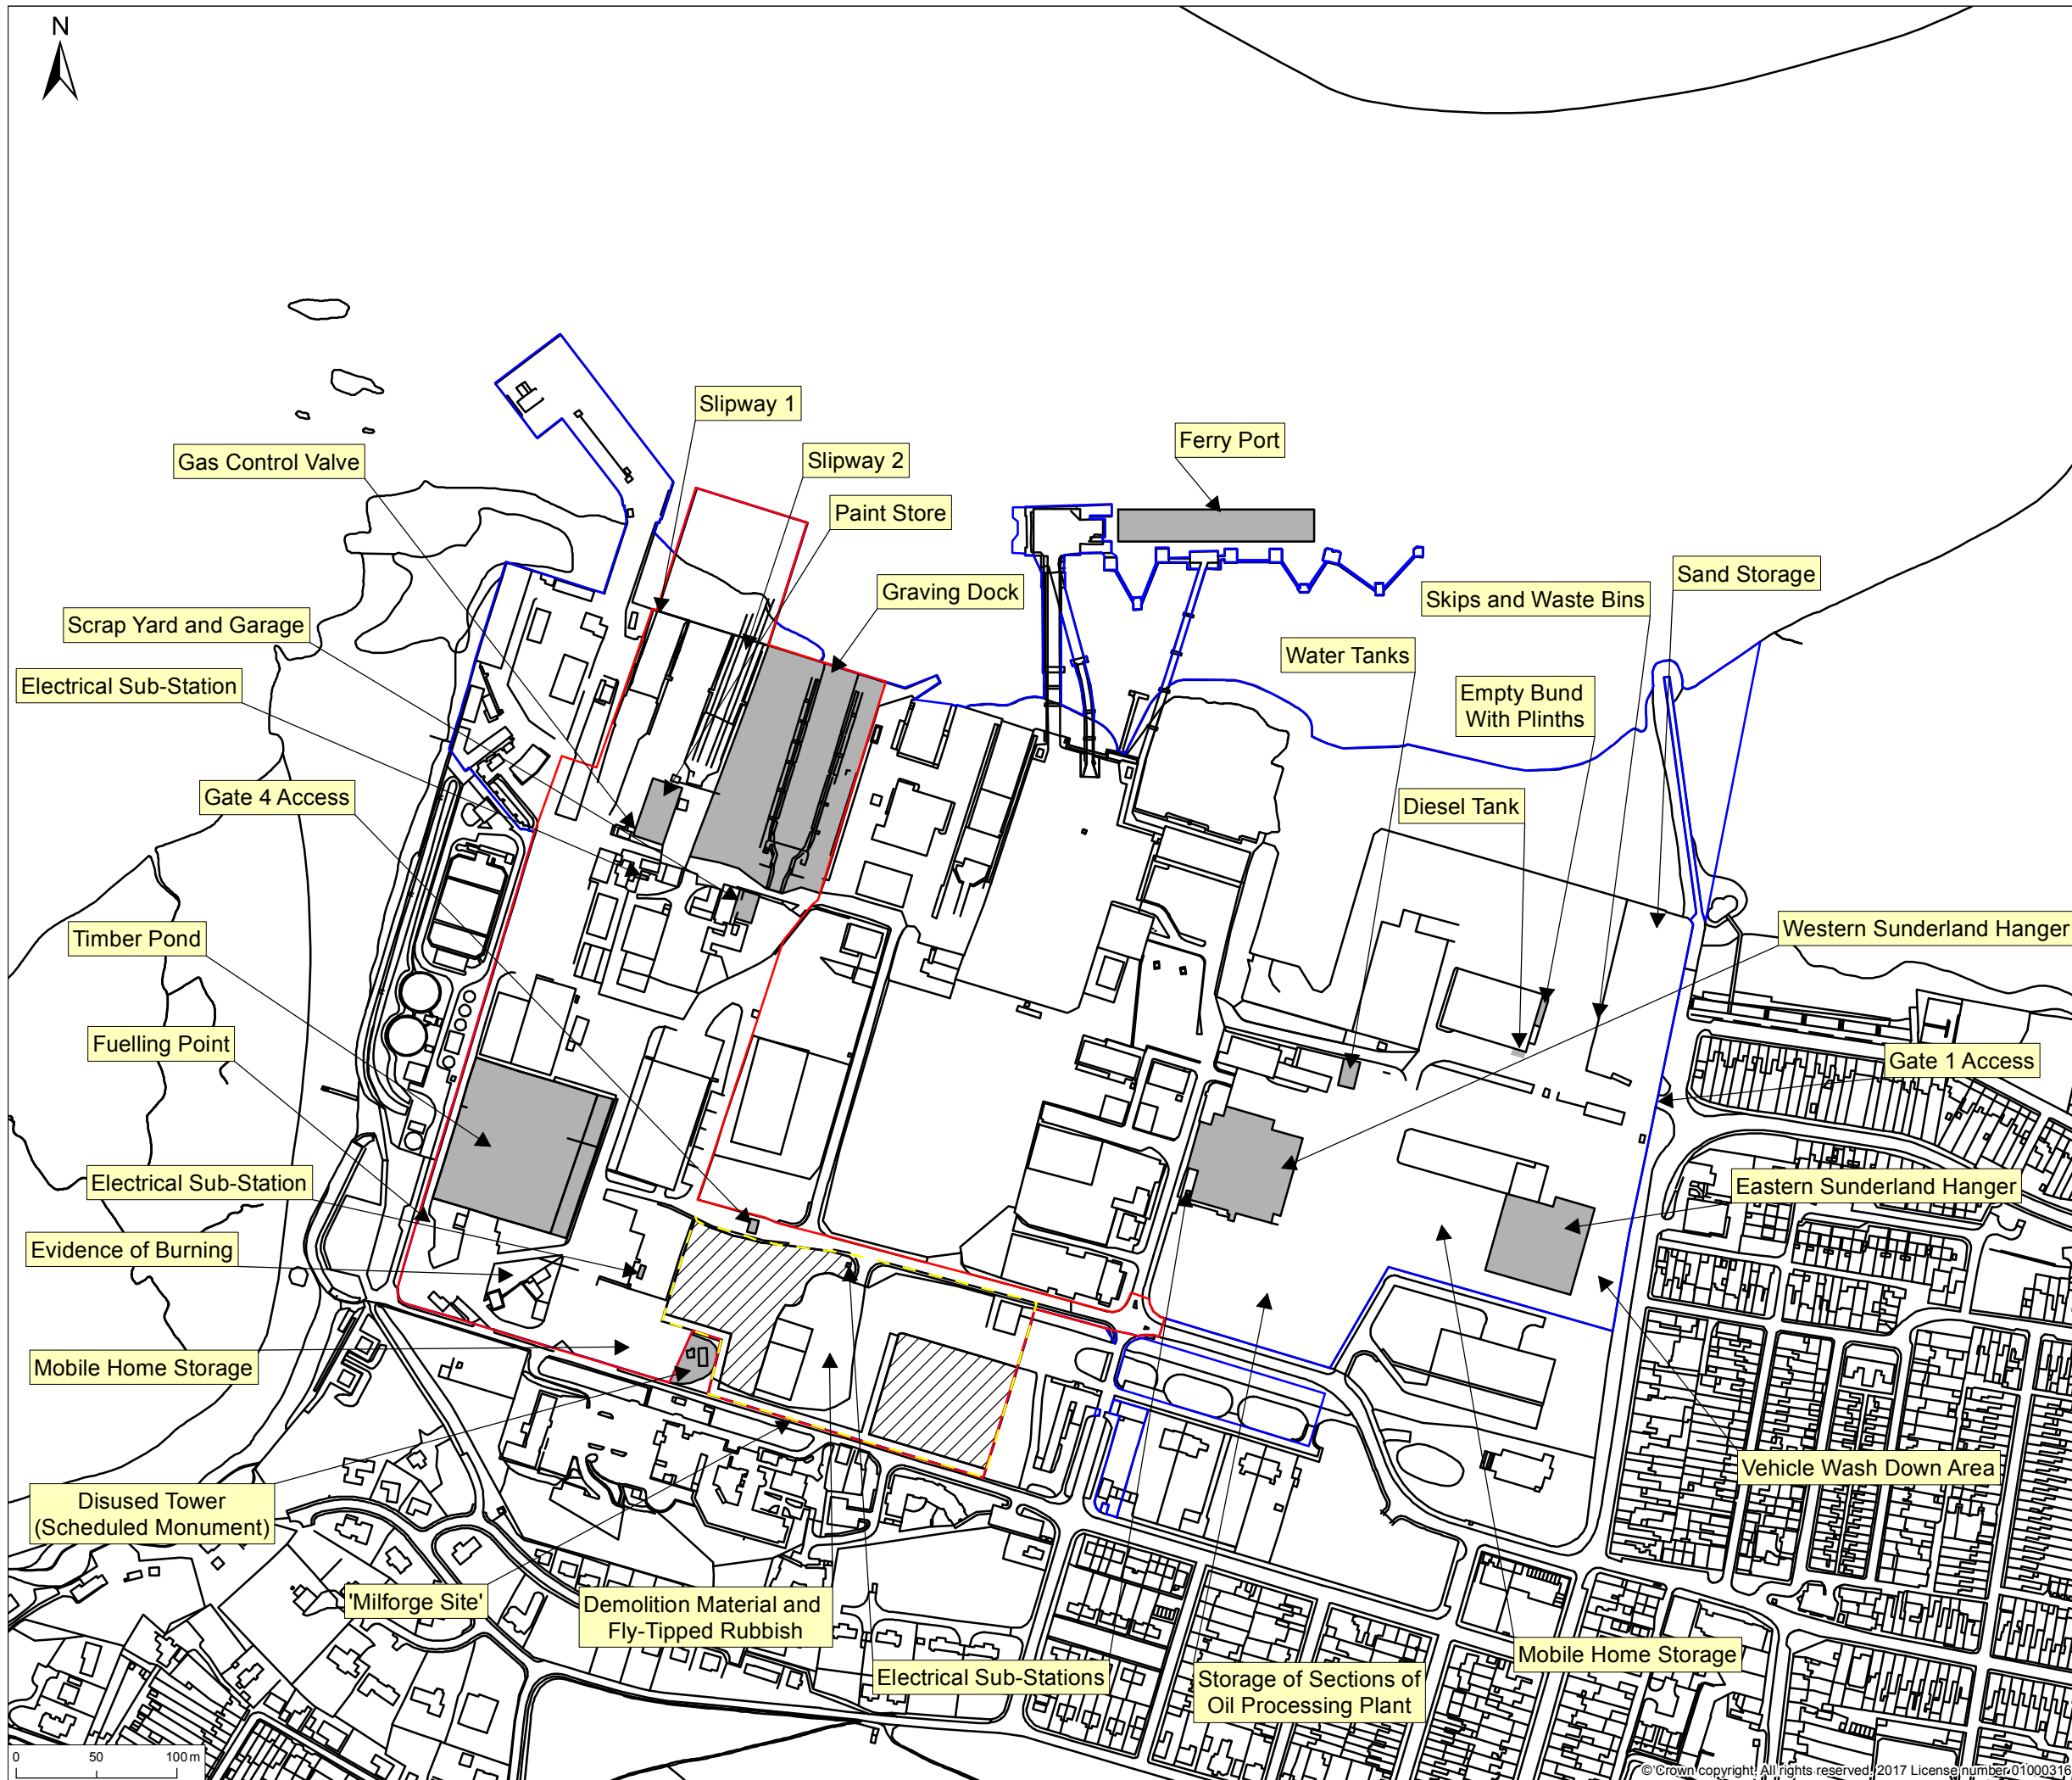 N
Slipway 1
Gas Control Valve
Slipway 2
Ferry Port
Paint Store
Graving Dock
Sand Storage
Skips and Waste Bins
Scrap Yard and Garage
Water Tanks
Electrical Sub-Station
Empty Bund
With Plinths
Gate 4 Access
Diesel Tank
Timber Pond
Western Sunderland Hanger
Fuelling Point
Gate 1 Access
Electrical Sub-Station
Eastern Sunderland Hanger
Evidence of Burning
Mobile Home Storage
Vehicle Wash Down Area
Disused Tower
(Scheduled Monument)
'Milforge Site'
Demolition Material and
Fly-Tipped Rubbish
Electrical Sub-Stations
Storage of Sections of
Oil Processing Plant
Mobile Home Storage
0 50 100 m
© Crown copyright, All rights reserved. 2017 License number 0100031673